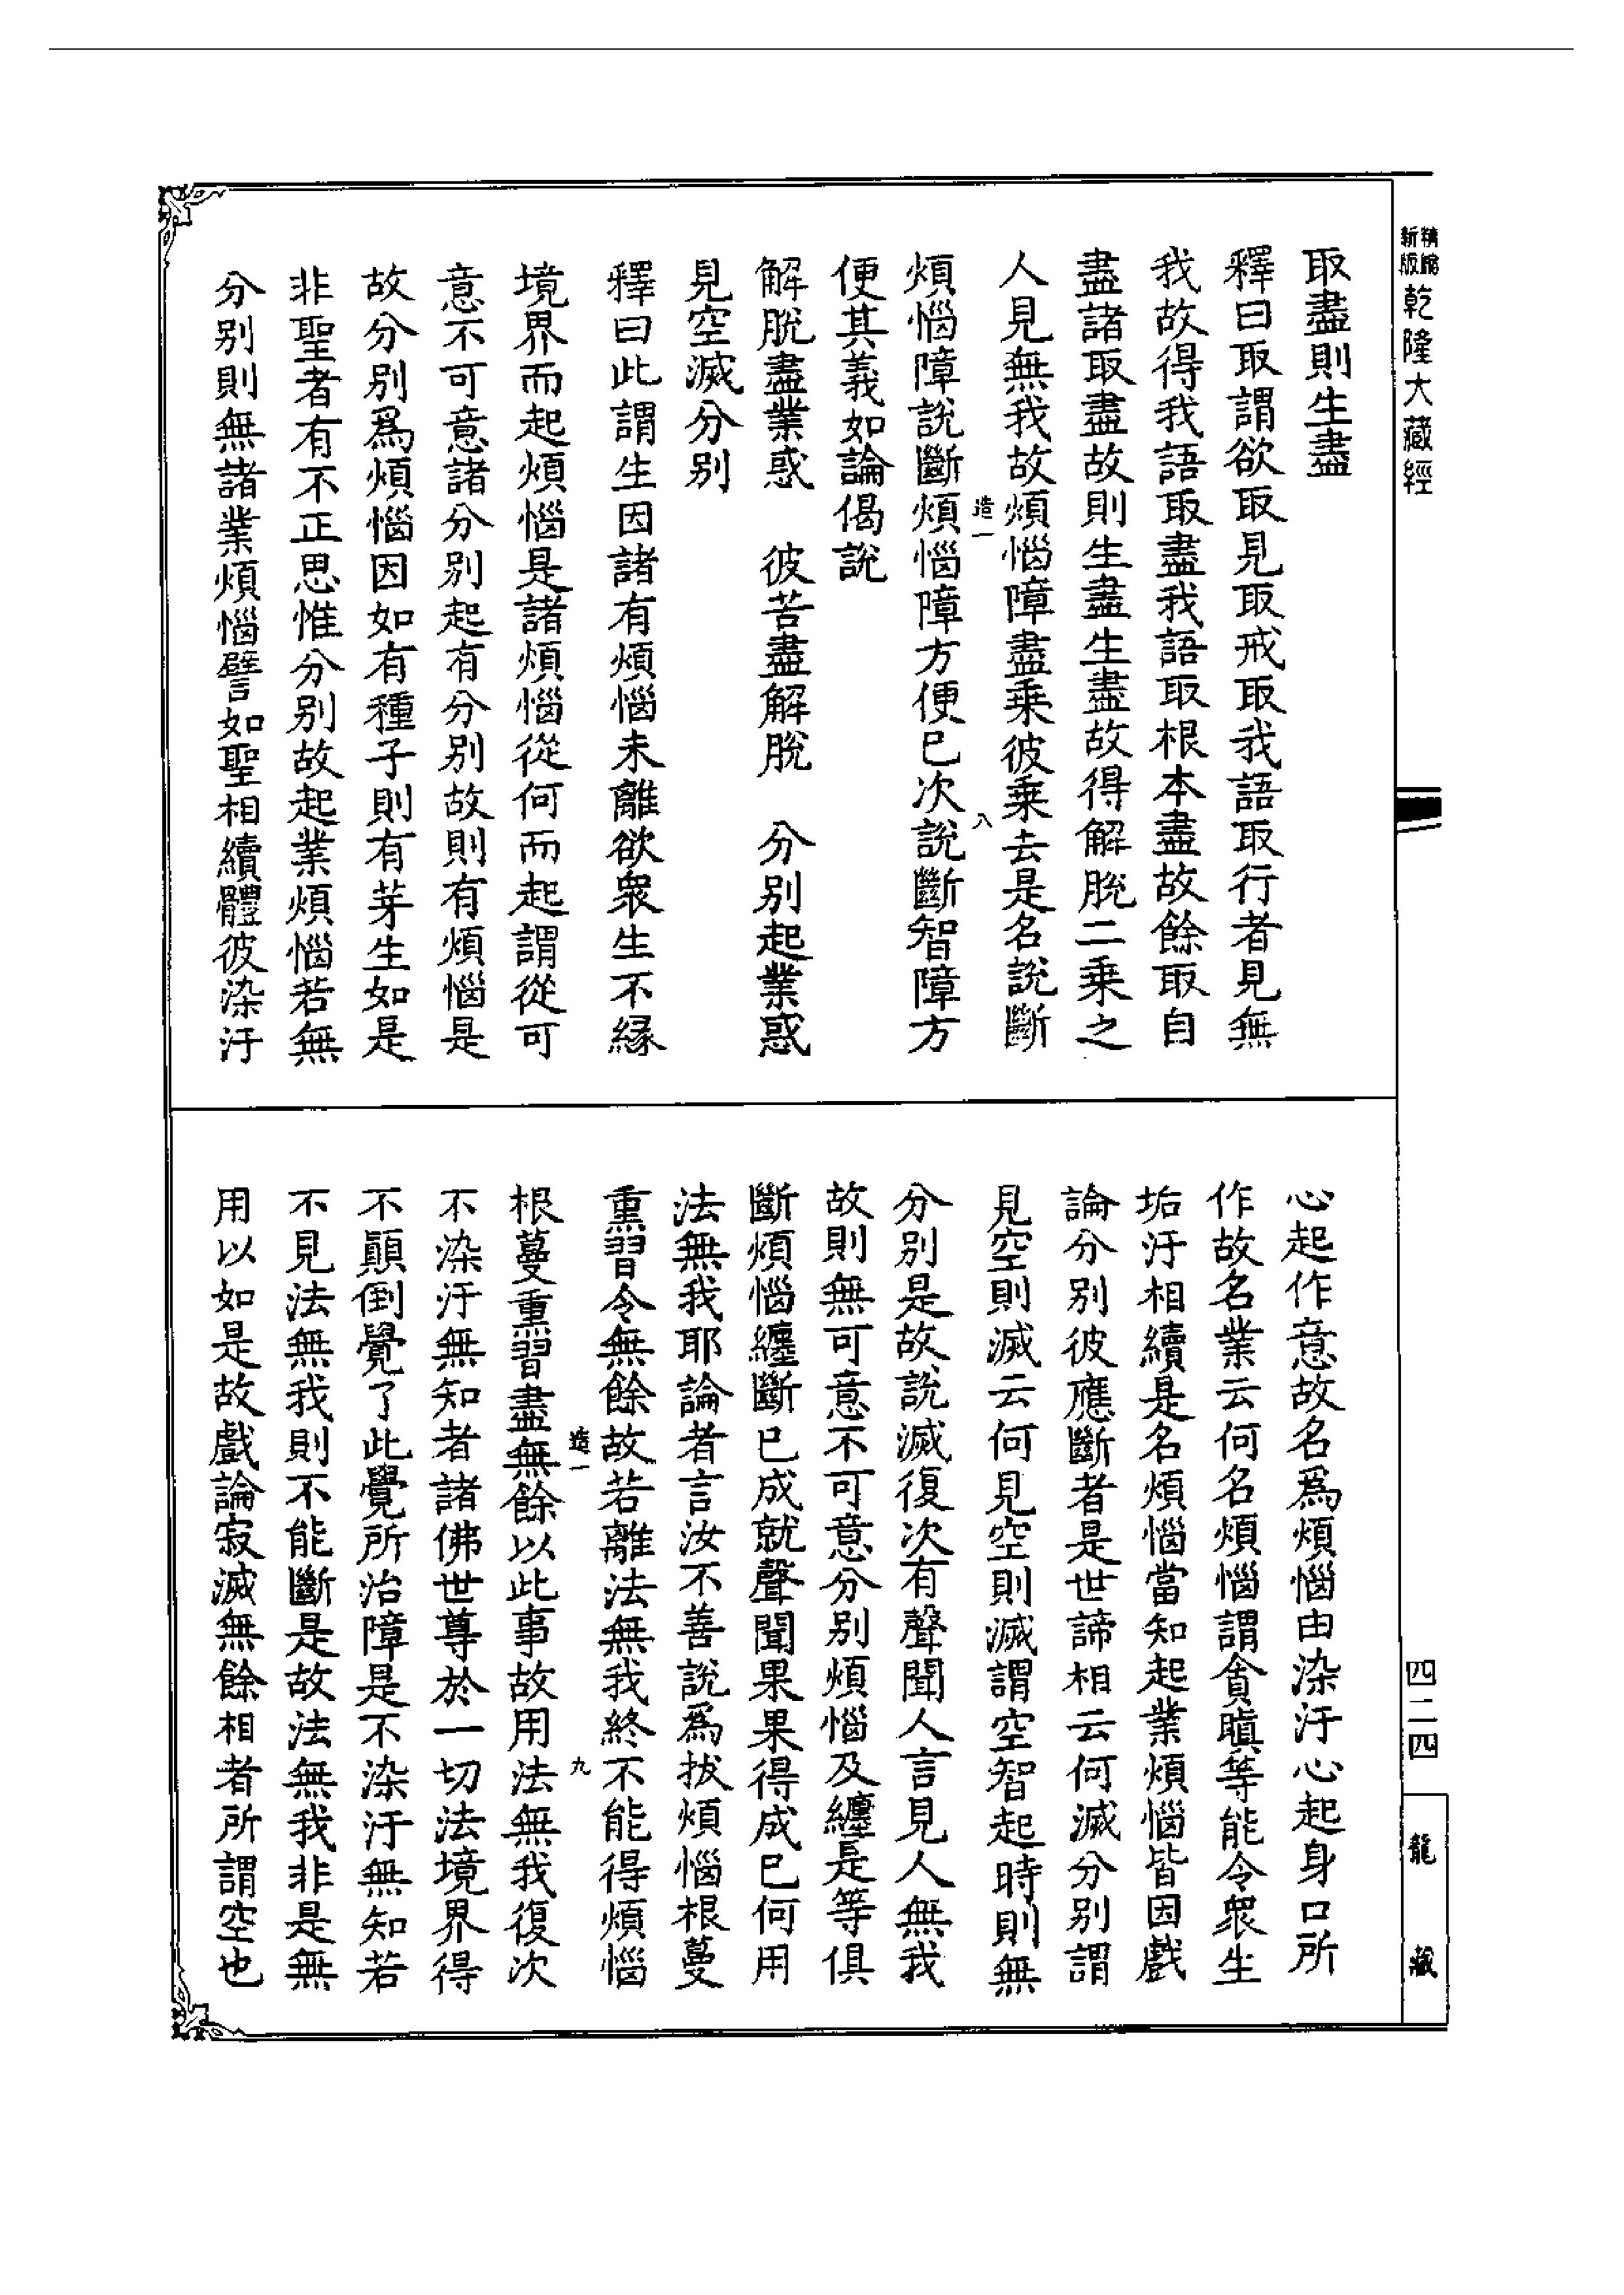 精縮新版乾隆大藏經
取盡則生盡
釋曰取謂欲取見取戒取我語取行者見無
我故得我語取盡我語取根本盡故餘取自
盡諸取盡故則生盡生盡故得解脫二乘之
人見無我故煩惱障盡乘彼乘去是名說斷
造一
八
煩惱障說斷煩惱障方便已次說斷智障方
便其義如論偈說
解脫盡業惑 彼苦盡解脫 分別起業惑
見空滅分別
釋曰此謂生因諸有煩惱未離欲衆生不緣
境界而起煩惱是諸煩惱從何而起謂從可
意不可意諸分別起有分別故則有煩惱是
故分別爲煩惱因如有種子則有芽生如是
非聖者有不正思惟分別故起業煩惱若無
分別則無諸業煩惱譬如聖相續體彼染汙
心起作意故名爲煩惱由染汙心起身口所
作故名業云何名煩惱謂貪瞋等能令衆生
垢汙相續是名煩惱當知起業煩惱皆因戲
論分別彼應斷者是世諦相云何滅分別謂
見空則滅云何見空則滅謂空智起時則無
分別是故說滅復次有聲聞人言見人無我
故則無可意不可意分別煩惱及纏是等俱
斷煩惱纏斷已成就聲聞果果得成已何用
法無我耶論者言汝不善說爲拔煩惱根蔓
熏習令無餘故若離法無我終不能得煩惱
造一
九
根蔓熏習盡無餘以此事故用法無我復次
不染汙無知者諸佛世尊於一切法境界得
不顚倒覺了此覺所治障是不染汙無知若
不見法無我則不能斷是故法無我非是無
用以如是故戲論寂滅無餘相者所謂空也
四二四
龍藏